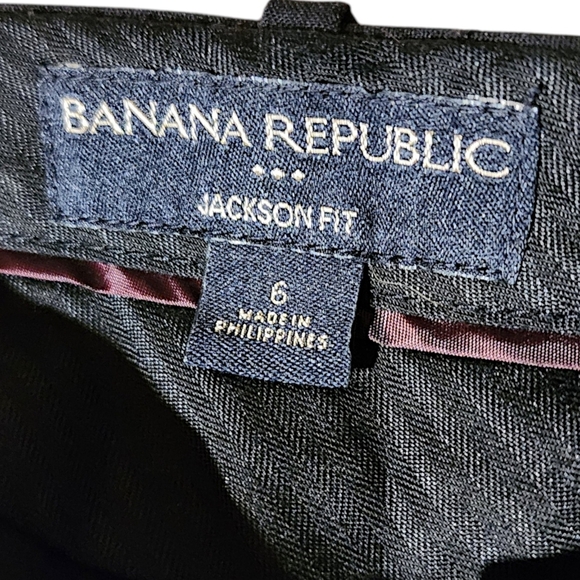 BANANA REPUBLIC
JACKSON FIT
6
MADE IN
PHILIPPINES